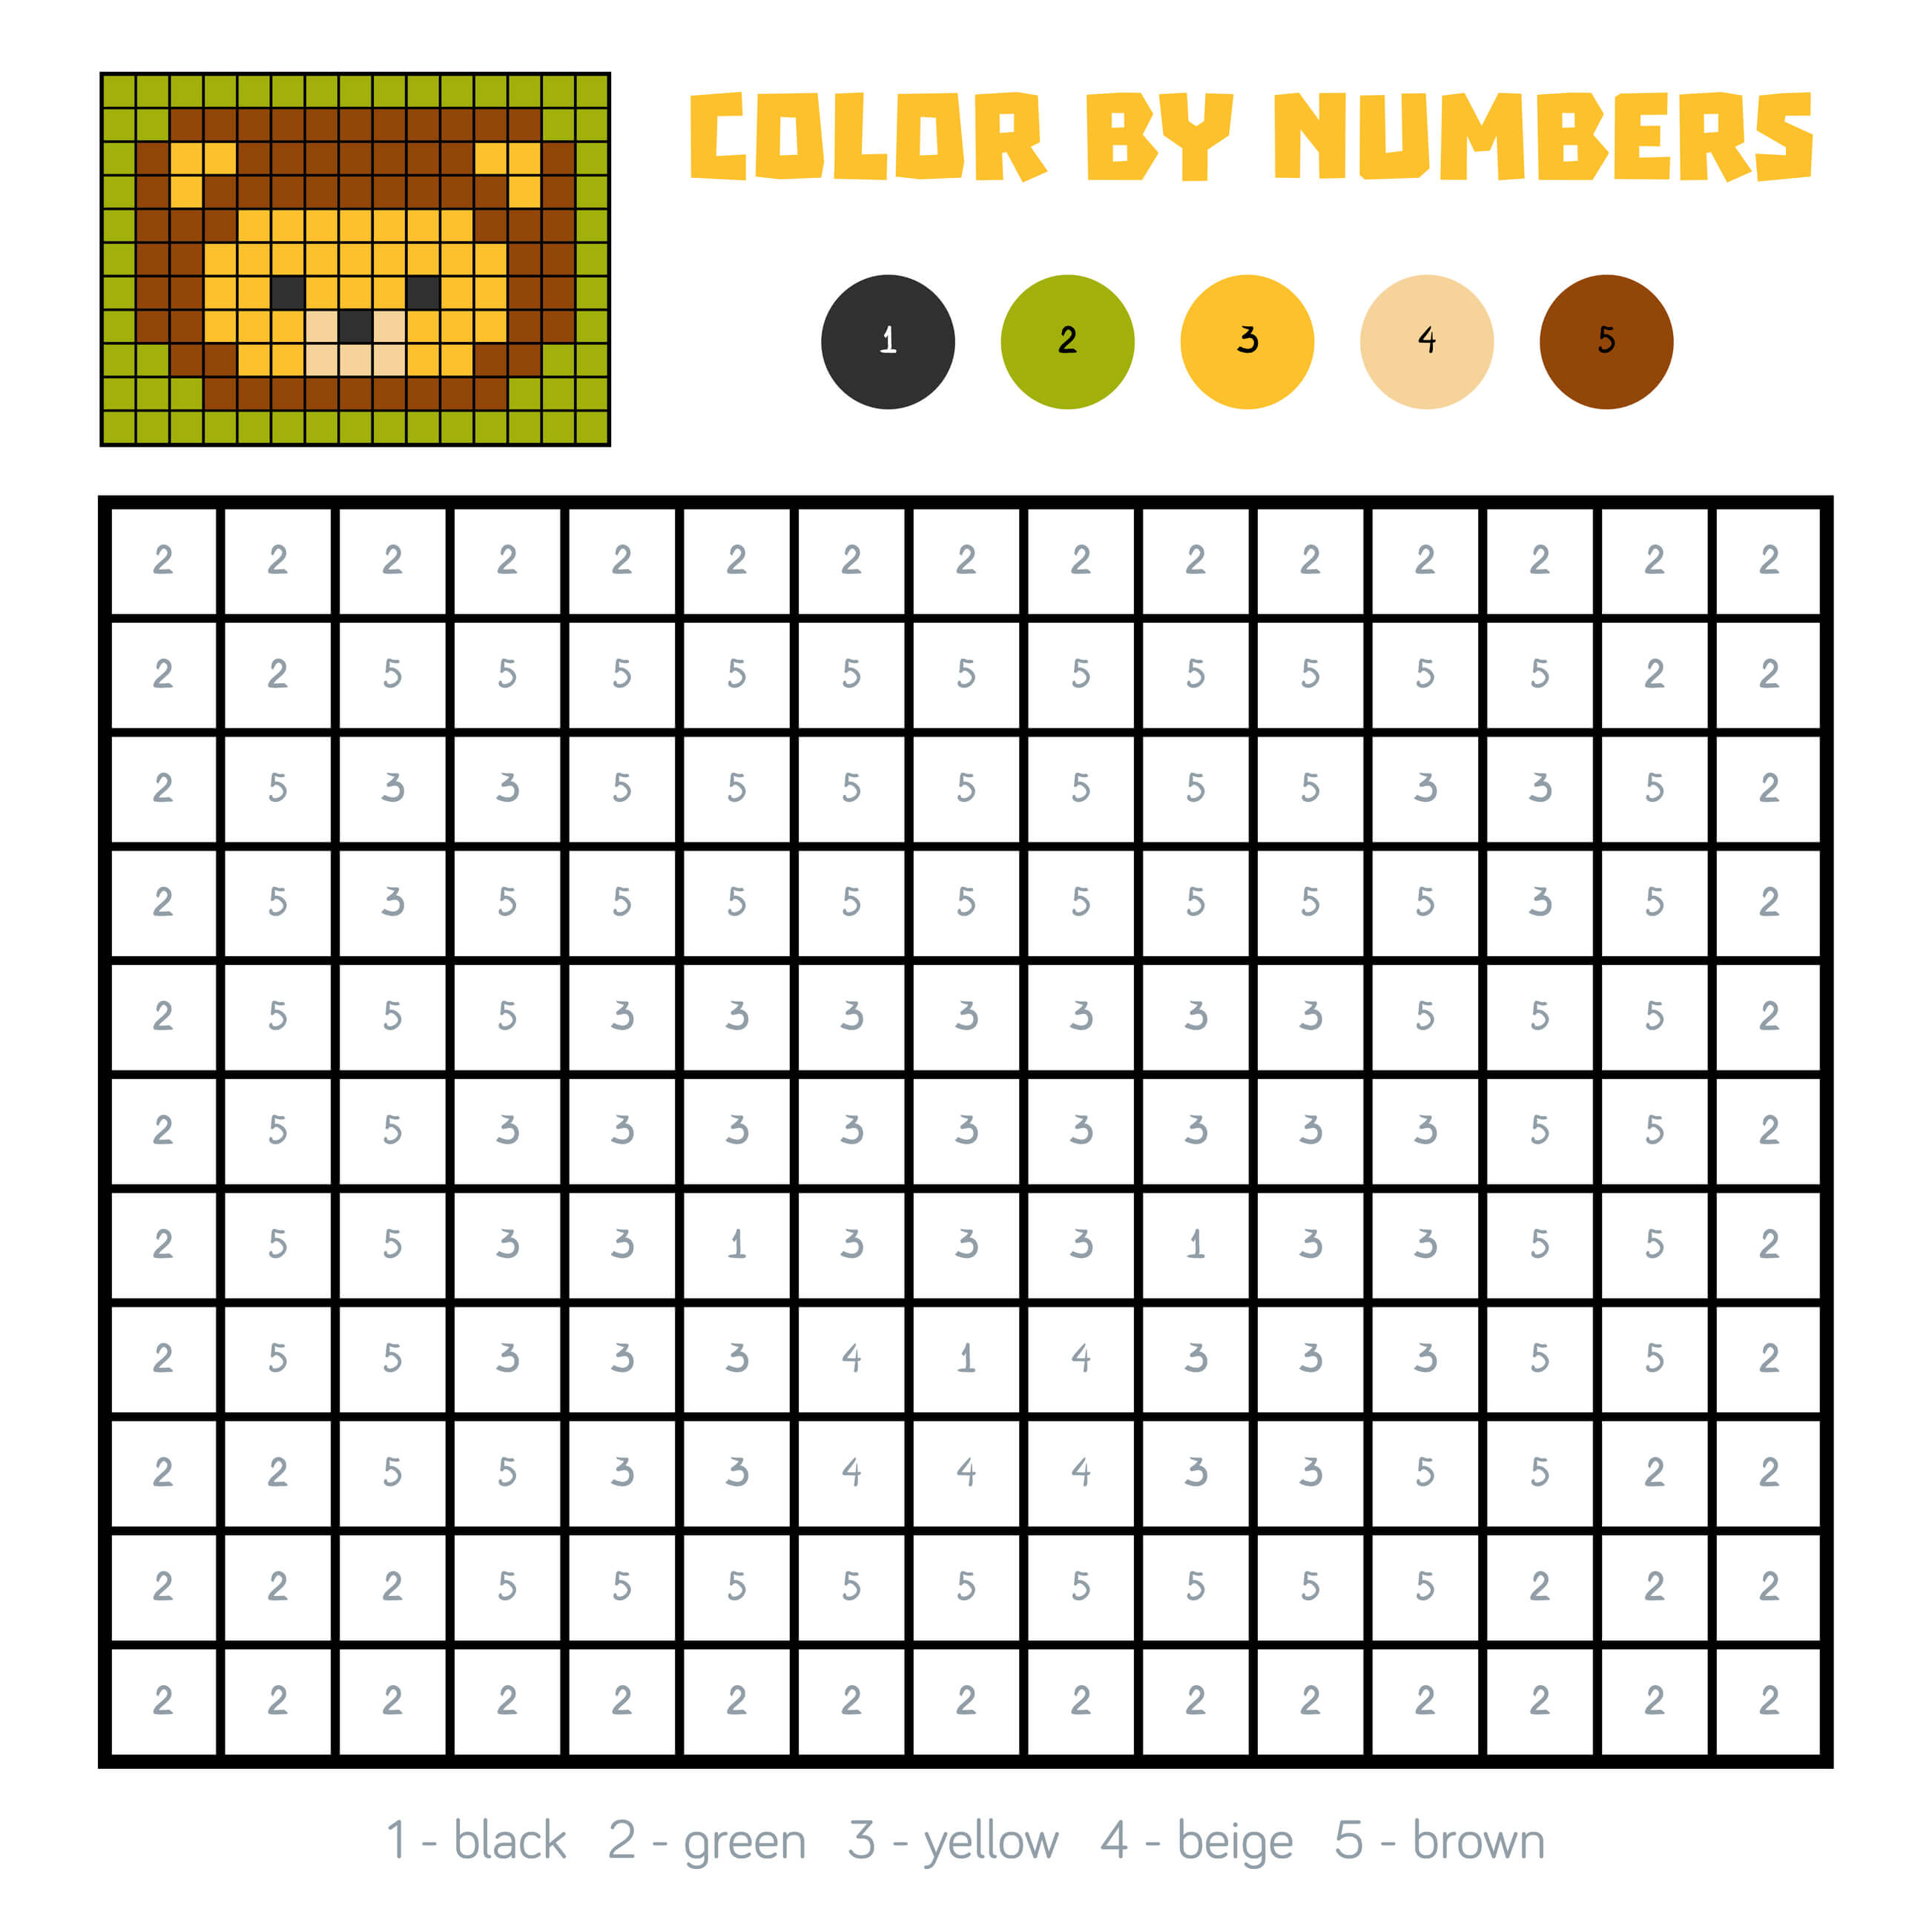 COLOR BY NUMBERS
1 2 3 4 5
2 2 2 2 2 2 2 2 2 2 2 2 2 2 2
2 2 5 5 5 5 5 5 5 5 5 5 5 2 2
2 5 3 3 5 5 5 5 5 5 5 3 3 5 2
2 5 3 5 5 5 5 5 5 5 5 5 3 5 2
2 5 5 5 3 3 3 3 3 3 3 5 5 5 2
2 5 5 3 3 3 3 3 3 3 3 3 5 5 2
2 5 5 3 3 1 3 3 3 1 3 3 5 5 2
2 5 5 3 3 3 4 1 4 3 3 3 5 5 2
2 2 5 5 3 3 4 4 4 3 3 5 5 2 2
2 2 2 5 5 5 5 5 5 5 5 5 2 2 2
2 2 2 2 2 2 2 2 2 2 2 2 2 2 2
1 - black 2 - green 3 - yellow 4 - beige 5 - brown